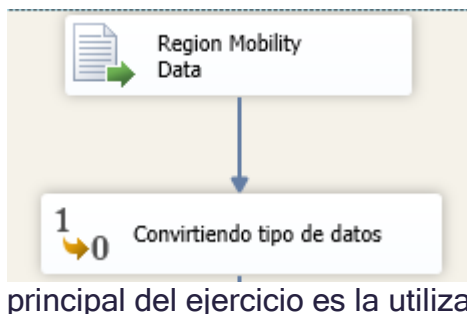 Region Mobility
Data
1
0
Convirtiendo tipo de datos
principal del ejercicio es la utiliza